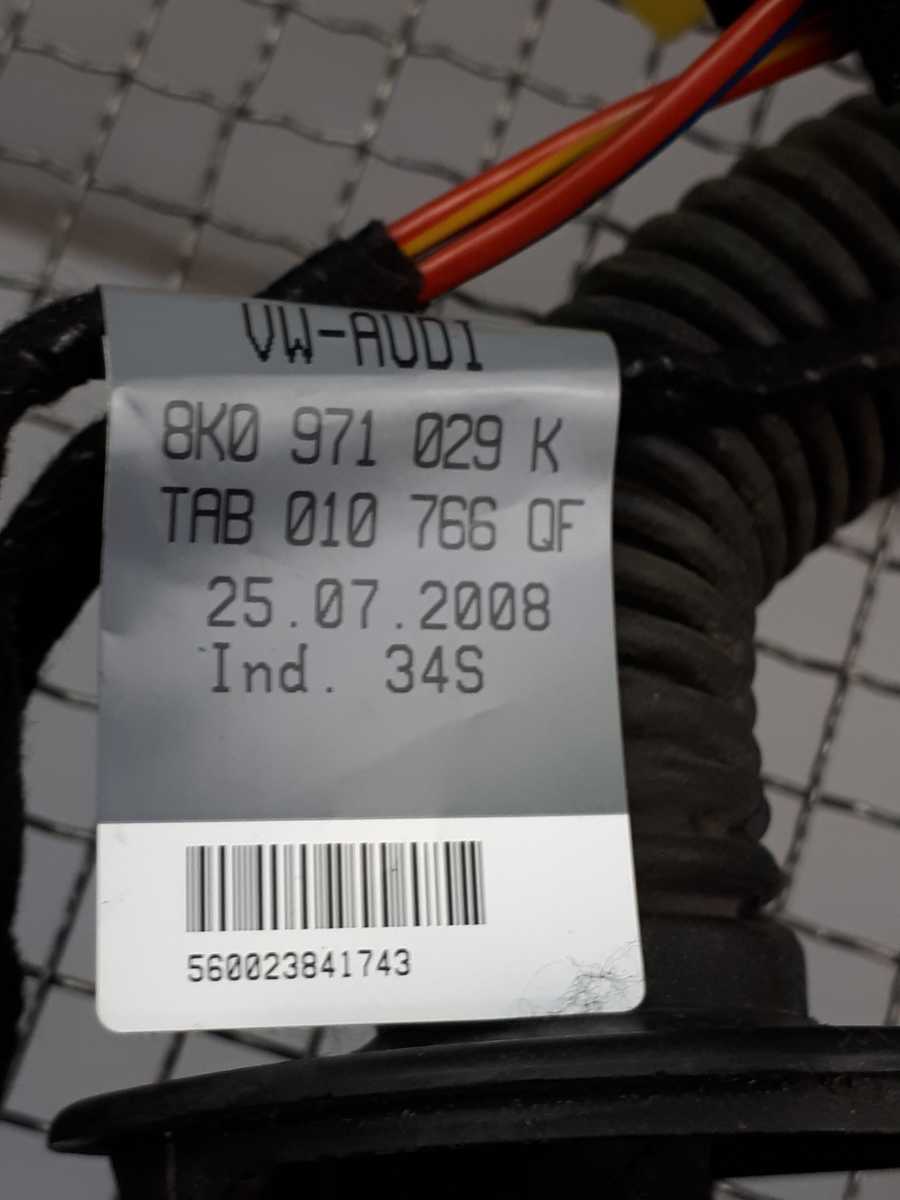 VW-AUDI
8K0 971 029 K
TAB 010 766 QF
25.07.2008
Ind. 34S
560023841743